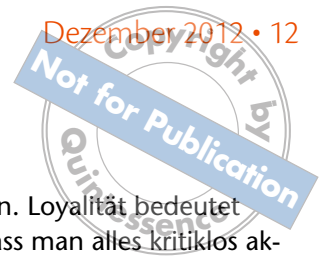 Dezember 2012 • 12
Copyright by
Not for Publication
Quintessence
n. Loyalität bedeutet
ass man alles kritiklos ak-